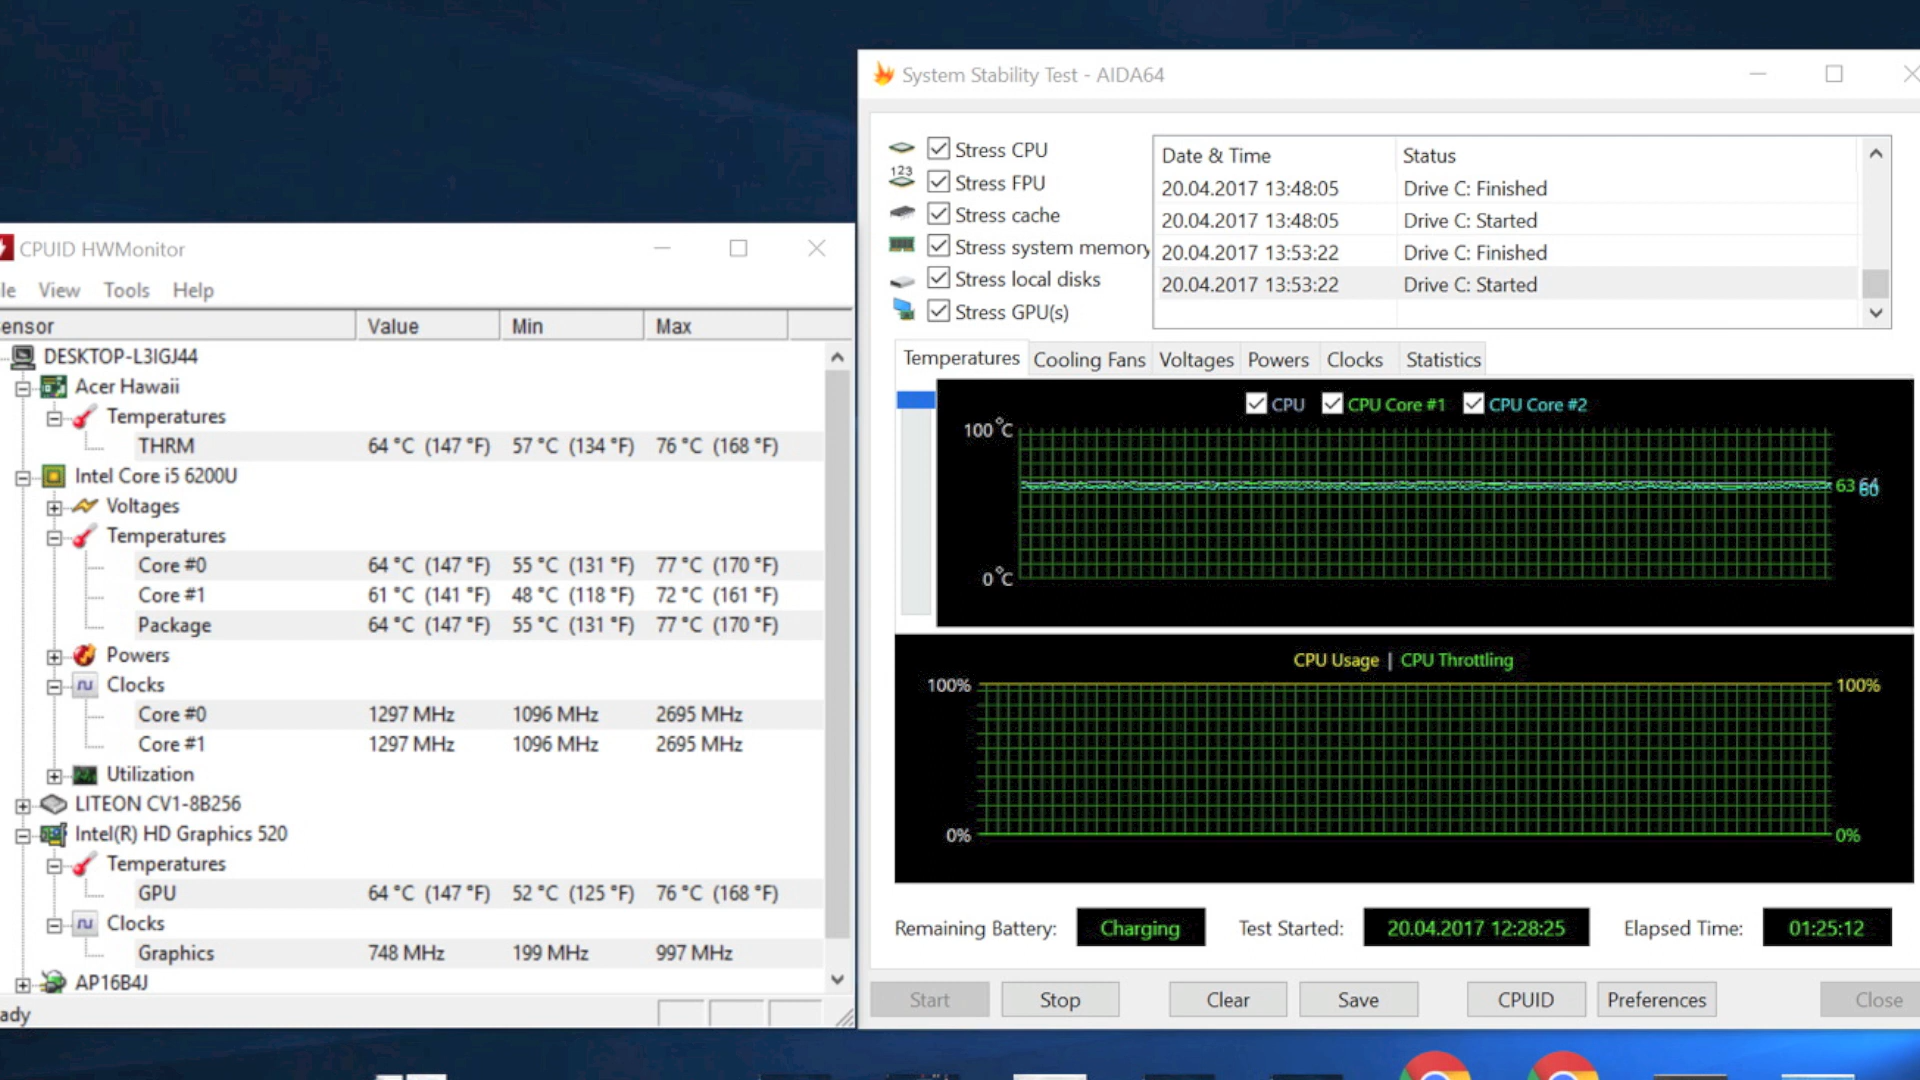 System Stability Test - AIDA64
Stress CPU
Stress FPU
Stress cache
Stress system memory
Stress local disks
Stress GPU(s)
Date & Time Status
20.04.2017 13:48:05 Drive C: Finished
20.04.2017 13:48:05 Drive C: Started
20.04.2017 13:53:22 Drive C: Finished
20.04.2017 13:53:22 Drive C: Started
Temperatures Cooling Fans Voltages Powers Clocks Statistics
CPU CPU Core #1 CPU Core #2
100°C
63 64
60
0°C
CPU Usage | CPU Throttling
100% 100%
0% 0%
Remaining Battery: Charging Test Started: 20.04.2017 12:28:25 Elapsed Time: 01:25:12
Start Stop Clear Save CPUID Preferences Close
CPUID HWMonitor
le View Tools Help
ensor Value Min Max
DESKTOP-L3IGJ44
Acer Hawaii
Temperatures
THRM 64 °C (147 °F) 57 °C (134 °F) 76 °C (168 °F)
Intel Core i5 6200U
Voltages
Temperatures
Core #0 64 °C (147 °F) 55 °C (131 °F) 77 °C (170 °F)
Core #1 61 °C (141 °F) 48 °C (118 °F) 72 °C (161 °F)
Package 64 °C (147 °F) 55 °C (131 °F) 77 °C (170 °F)
Powers
Clocks
Core #0 1297 MHz 1096 MHz 2695 MHz
Core #1 1297 MHz 1096 MHz 2695 MHz
Utilization
LITEON CV1-8B256
Intel(R) HD Graphics 520
Temperatures
GPU 64 °C (147 °F) 52 °C (125 °F) 76 °C (168 °F)
Clocks
Graphics 748 MHz 199 MHz 997 MHz
AP16B4J
ady